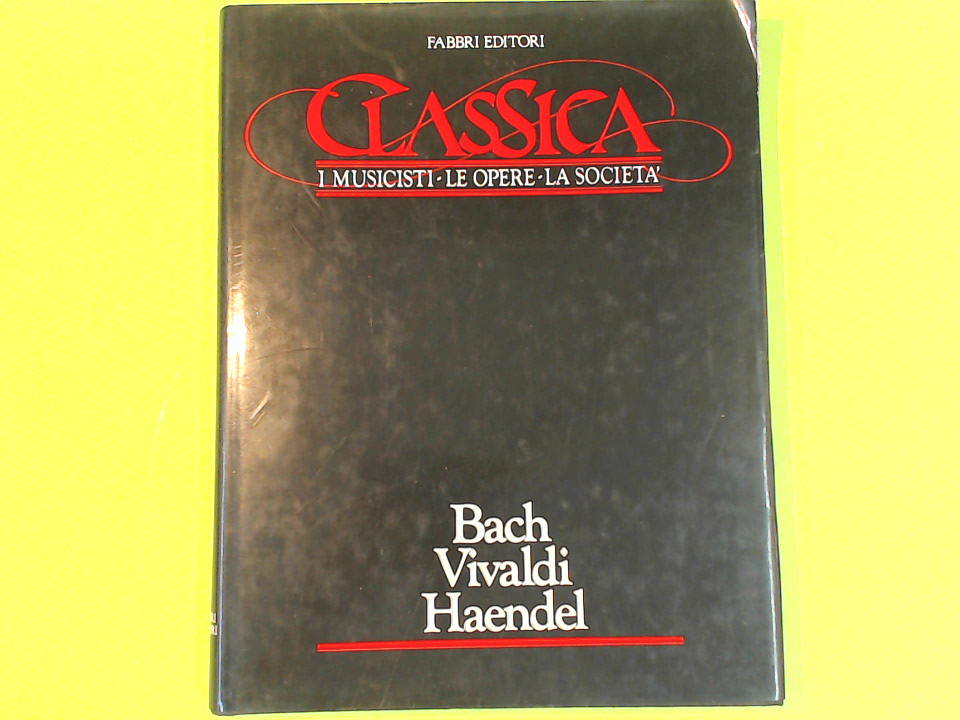 FABBRI EDITORI
CLASSICA
I MUSICISTI-LE OPERE-LA SOCIETA'
Bach
Vivaldi
Haendel